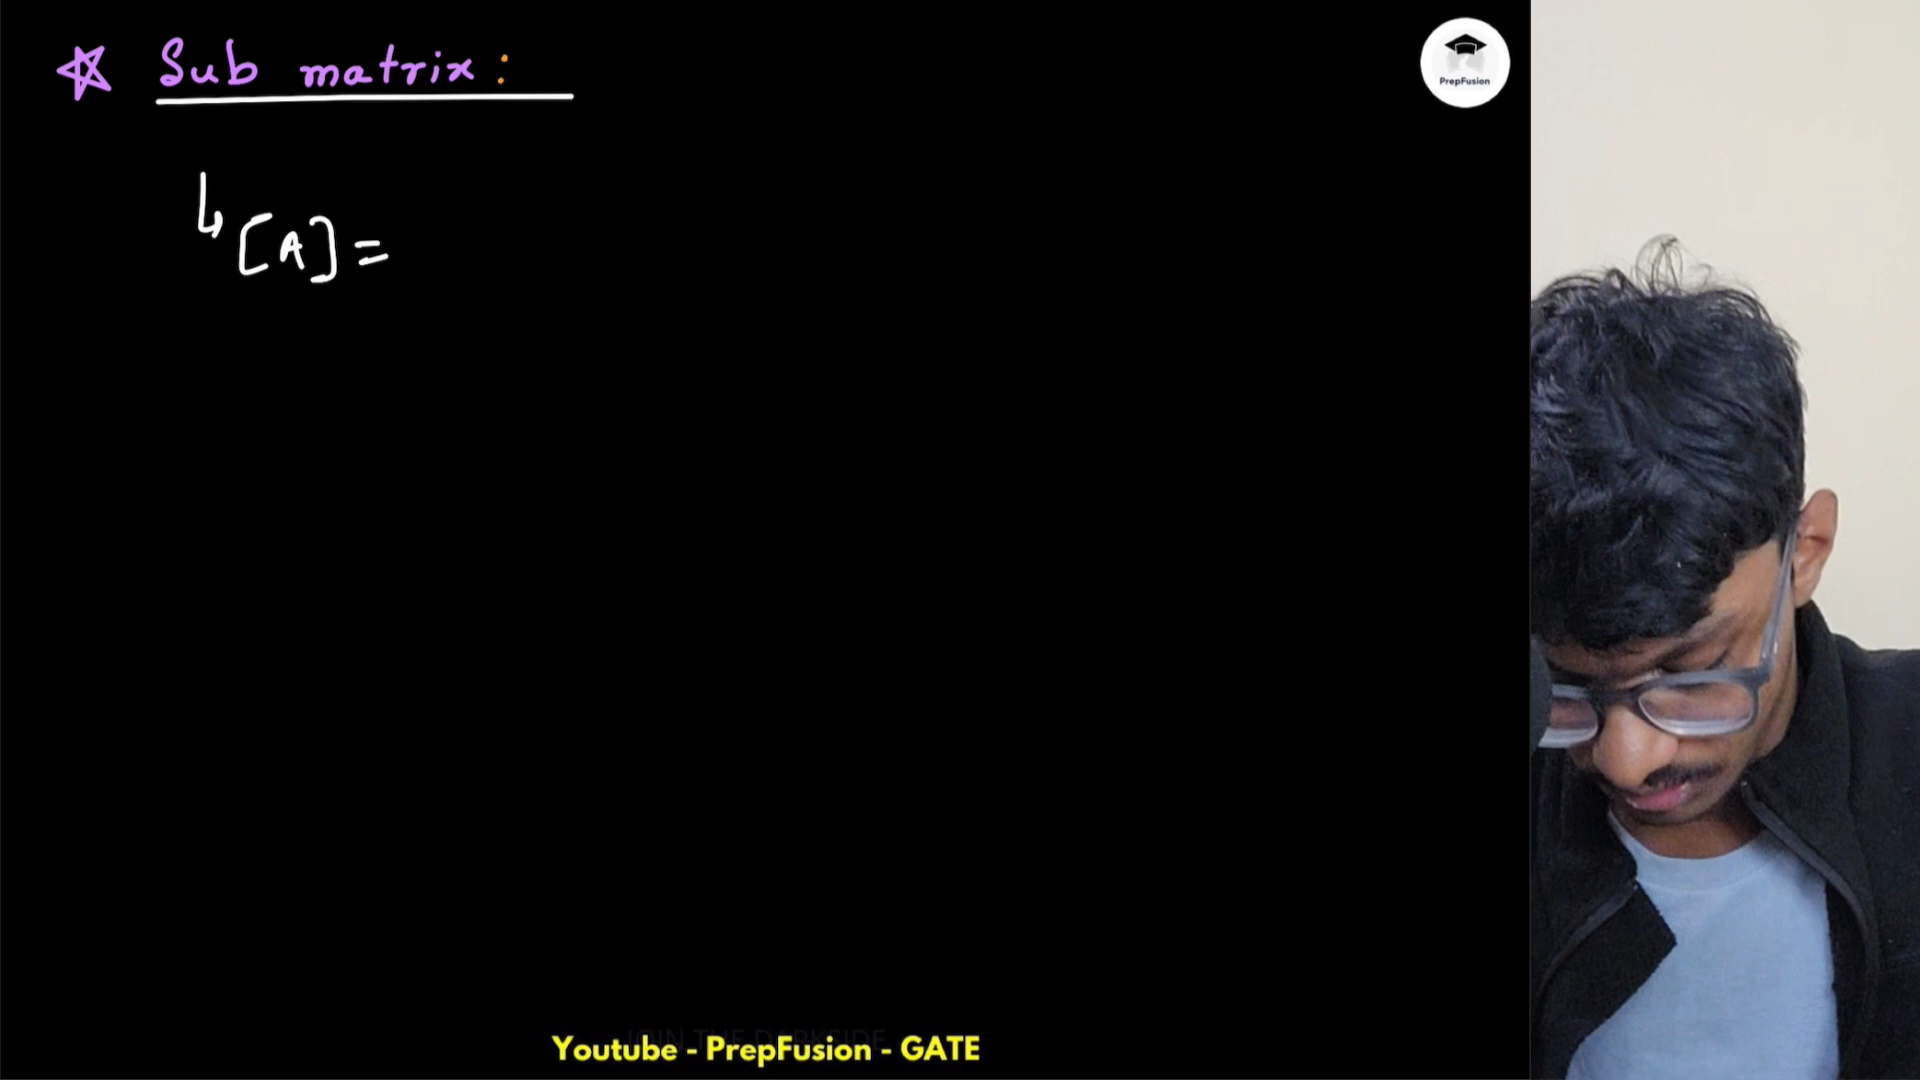 Sub matrix :
[A] =
PrepFusion
Youtube - PrepFusion - GATE